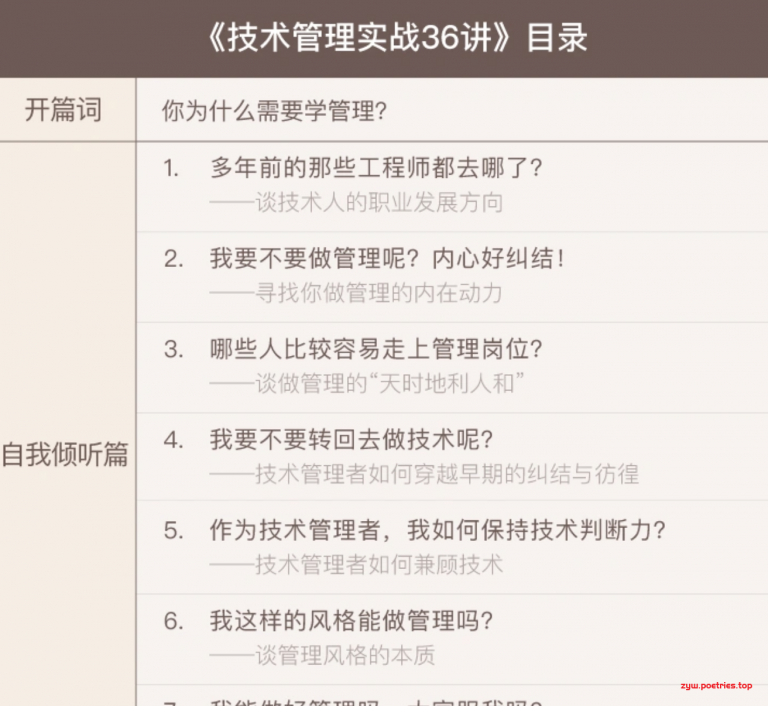 《技术管理实战36讲》目录
开篇词
你为什么需要学管理？
自我倾听篇
1. 多年前的那些工程师都去哪了？
——谈技术人的职业发展方向
2. 我要不要做管理呢？内心好纠结！
——寻找你做管理的内在动力
3. 哪些人比较容易走上管理岗位？
——谈做管理的“天时地利人和”
4. 我要不要转回去做技术呢？
——技术管理者如何穿越早期的纠结与彷徨
5. 作为技术管理者，我如何保持技术判断力？
——技术管理者如何兼顾技术
6. 我这样的风格能做管理吗？
——谈管理风格的本质
zyw.poetries.top